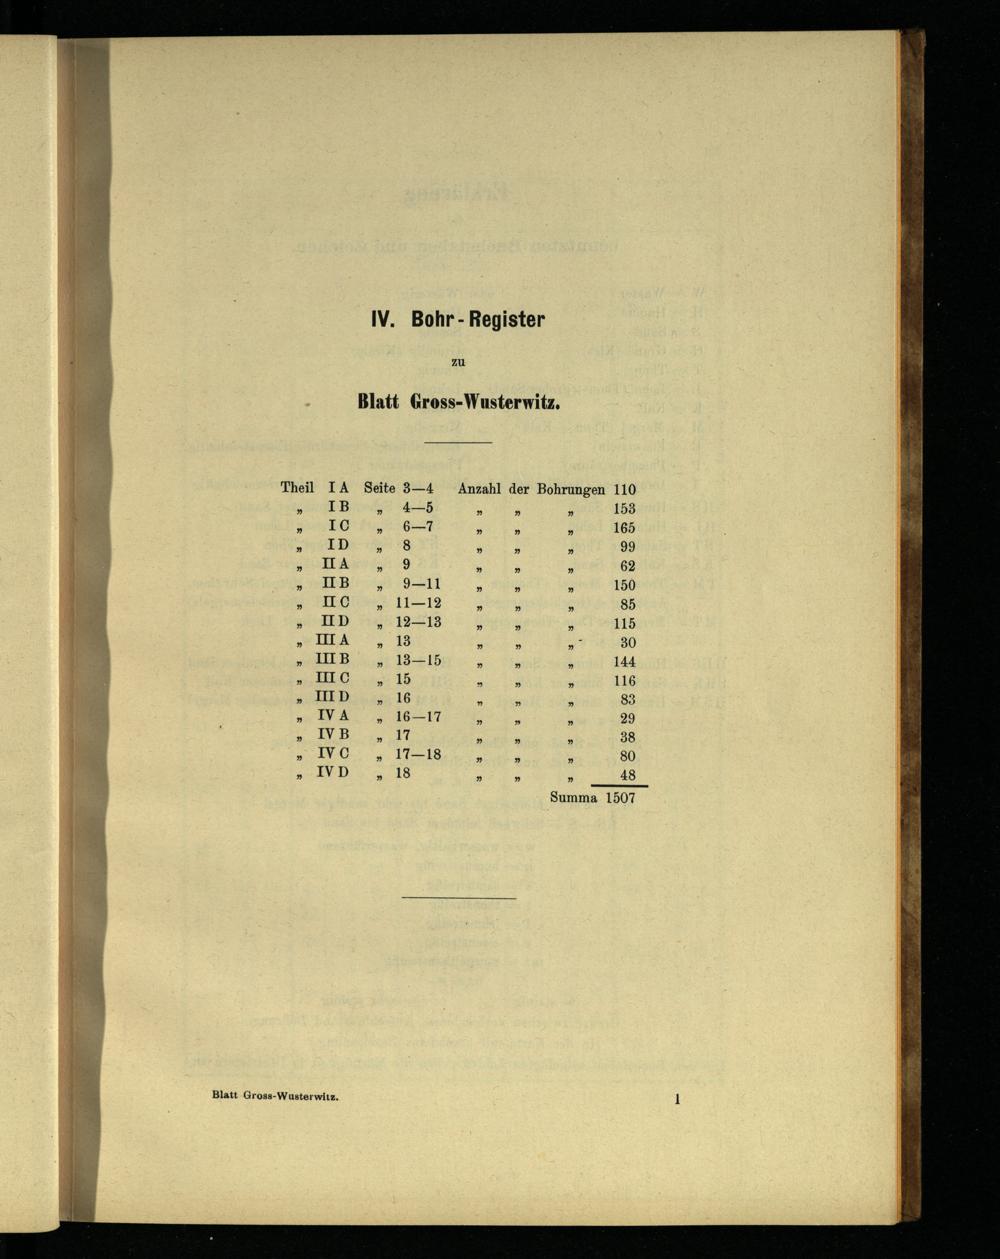 IV. Bohr-Register
zu
Blatt Gross-Wusterwitz.
Theil I A Seite 3—4 Anzahl der Bohrungen 110
„ I B „ 4—5 „ „ „ 153
„ I C „ 6—7 „ „ „ 165
„ I D „ 8 „ „ „ 99
„ II A „ 9 „ „ „ 62
„ II B „ 9—11 „ „ „ 150
„ II C „ 11—12 „ „ „ 85
„ II D „ 12—13 „ „ „ 115
„ III A „ 13 „ „ „ 30
„ III B „ 13—15 „ „ „ 144
„ III C „ 15 „ „ „ 116
„ III D „ 16 „ „ „ 83
„ IV A „ 16—17 „ „ „ 29
„ IV B „ 17 „ „ „ 38
„ IV C „ 17—18 „ „ „ 80
„ IV D „ 18 „ „ „ 48
Summa 1507
Blatt Gross-Wusterwitz. 1